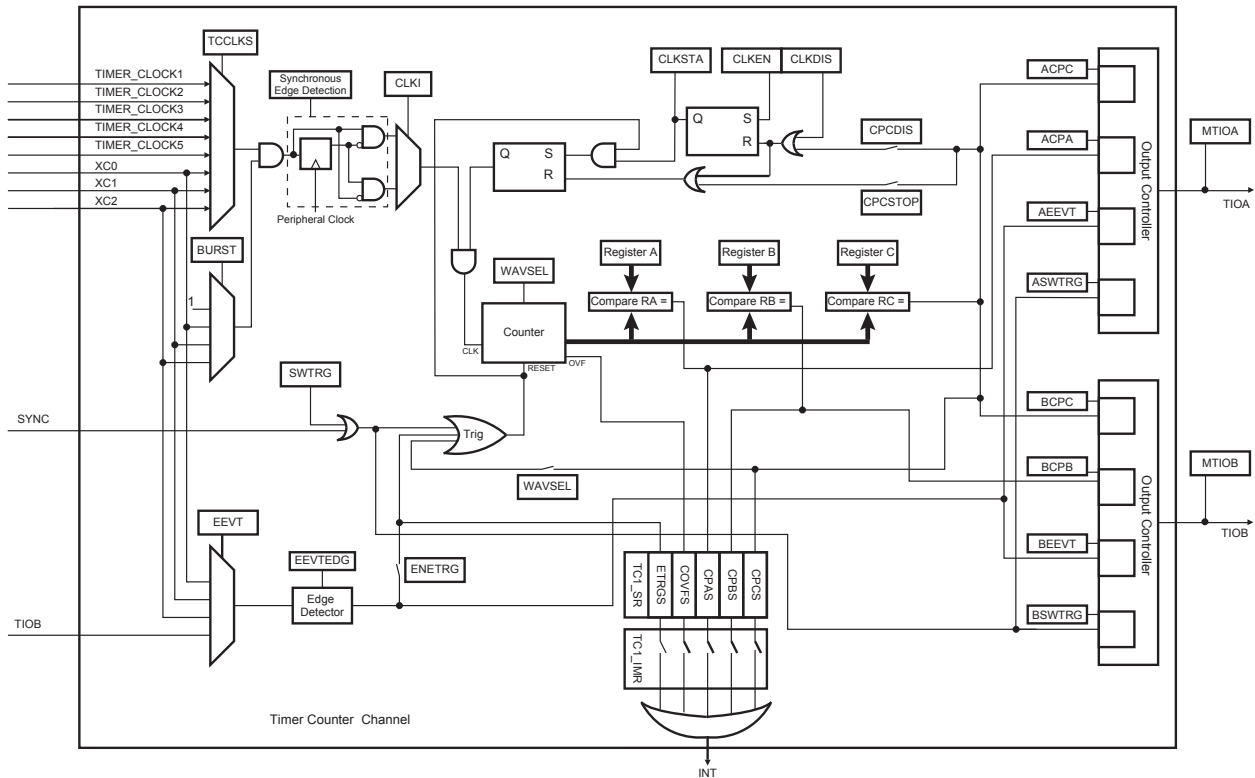 TCCLKS
TIMER_CLOCK1
TIMER_CLOCK2
TIMER_CLOCK3
TIMER_CLOCK4
TIMER_CLOCK5
XC0
XC1
XC2
Synchronous
Edge Detection
CLKI
Peripheral Clock
BURST
1
CLKSTA
CLKEN
CLKDIS
Q
S
R
Q
S
R
CPCDIS
CPCSTOP
ACPC
ACPA
AEEVT
ASWTRG
Output Controller
MTIOA
TIOA
Register A
Register B
Register C
Compare RA =
Compare RB =
Compare RC =
WAVSEL
Counter
CLK
RESET
OVF
SWTRG
SYNC
Trig
WAVSEL
BCPC
BCPB
BEEVT
BSWTRG
Output Controller
MTIOB
TIOB
EEVT
EEVTEDG
Edge
Detector
ENETRG
TIOB
TC1_SR
ETRGS
COVFS
CPAS
CPBS
CPCS
TC1_IMR
Timer Counter Channel
INT